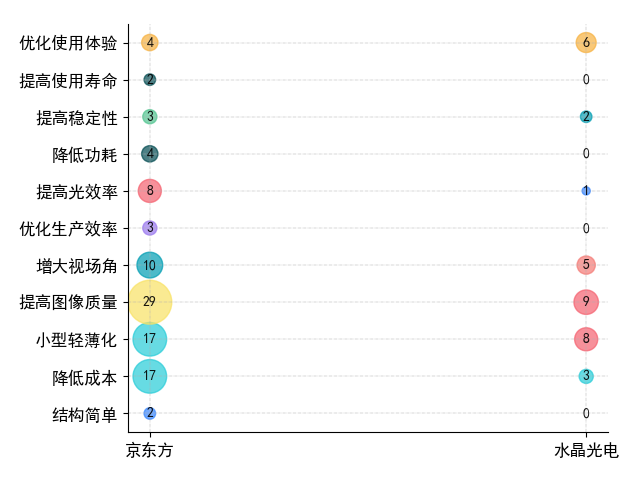 优化使用体验 4 6
提高使用寿命 2 0
提高稳定性 3 2
降低功耗 4 0
提高光效率 8 1
优化生产效率 3 0
增大视场角 10 5
提高图像质量 29 9
小型轻薄化 17 8
降低成本 17 3
结构简单 2 0
京东方 水晶光电